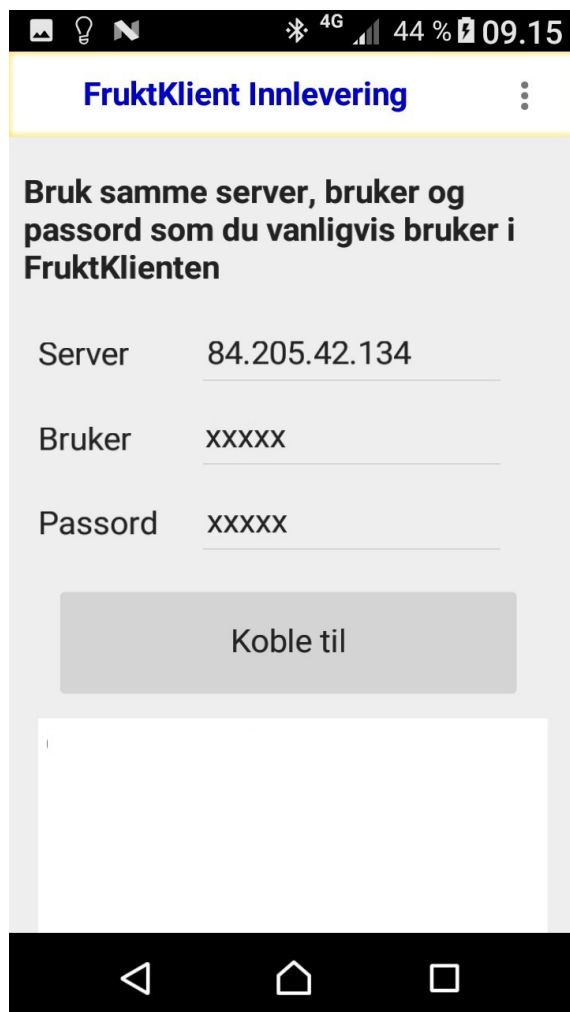 4G 44 % 09.15
FruktKlient Innlevering
Bruk samme server, bruker og
passord som du vanligvis bruker i
FruktKlienten
Server 84.205.42.134
Bruker xxxxx
Passord xxxxx
Koble til